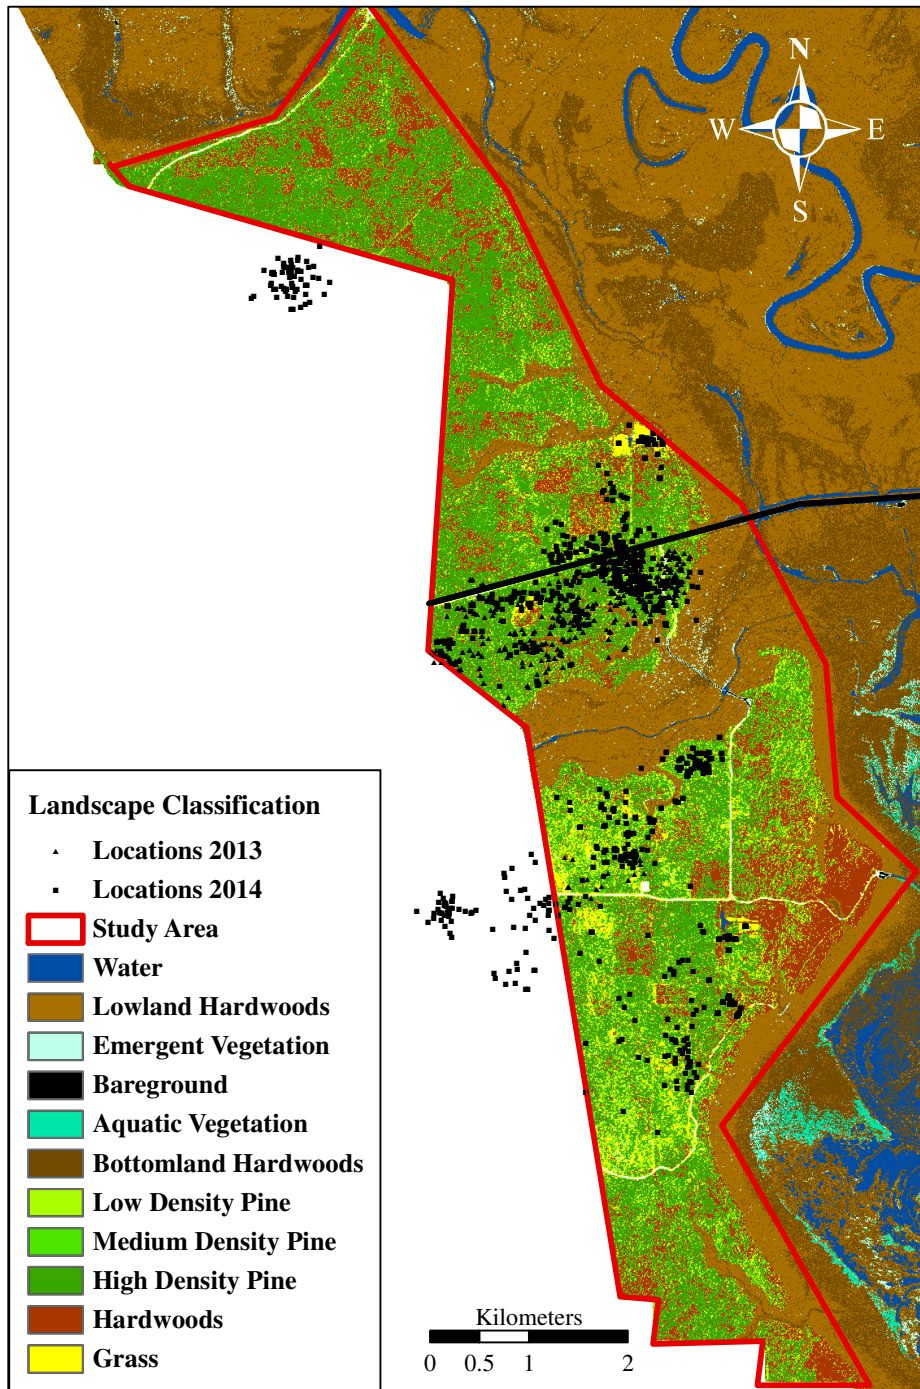 N
W E
S
Landscape Classification
Locations 2013
Locations 2014
Study Area
Water
Lowland Hardwoods
Emergent Vegetation
Bareground
Aquatic Vegetation
Bottomland Hardwoods
Low Density Pine
Medium Density Pine
High Density Pine
Hardwoods
Grass
Kilometers
0 0.5 1 2